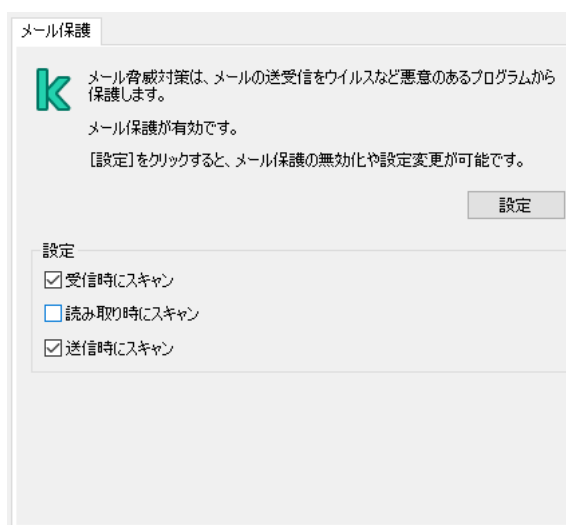 メール保護
メール脅威対策は、メールの送受信をウイルスなど悪意のあるプログラムから
保護します。
メール保護が有効です。
[設定]をクリックすると、メール保護の無効化や設定変更が可能です。
設定
設定
受信時にスキャン
読み取り時にスキャン
送信時にスキャン